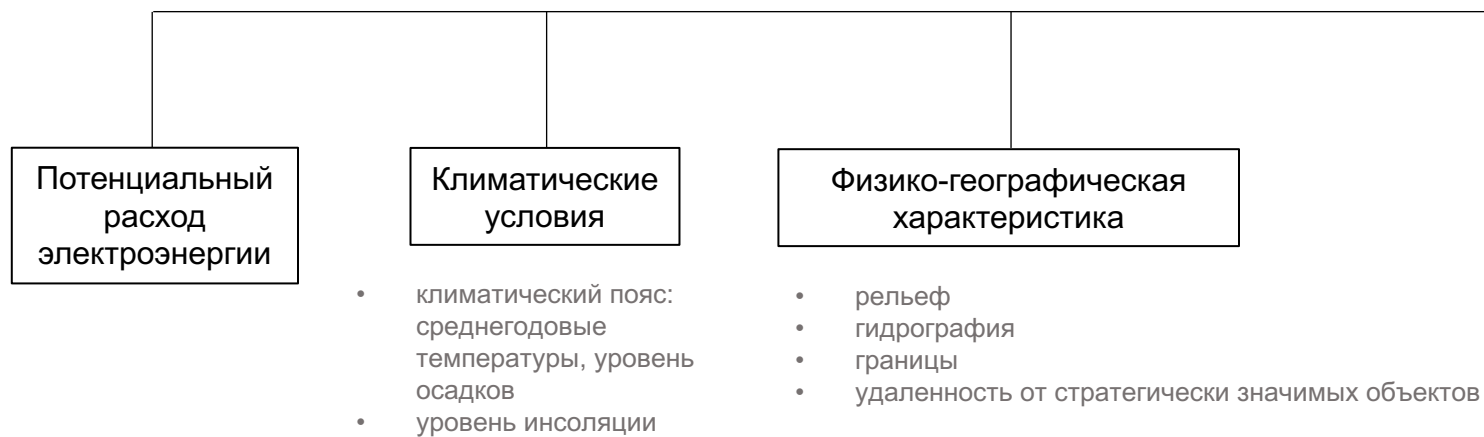 Потенциальный
расход
электроэнергии
Климатические
условия
• климатический пояс:
среднегодовые
температуры, уровень
осадков
• уровень инсоляции
Физико-географическая
характеристика
• рельеф
• гидрография
• границы
• удаленность от стратегически значимых объектов